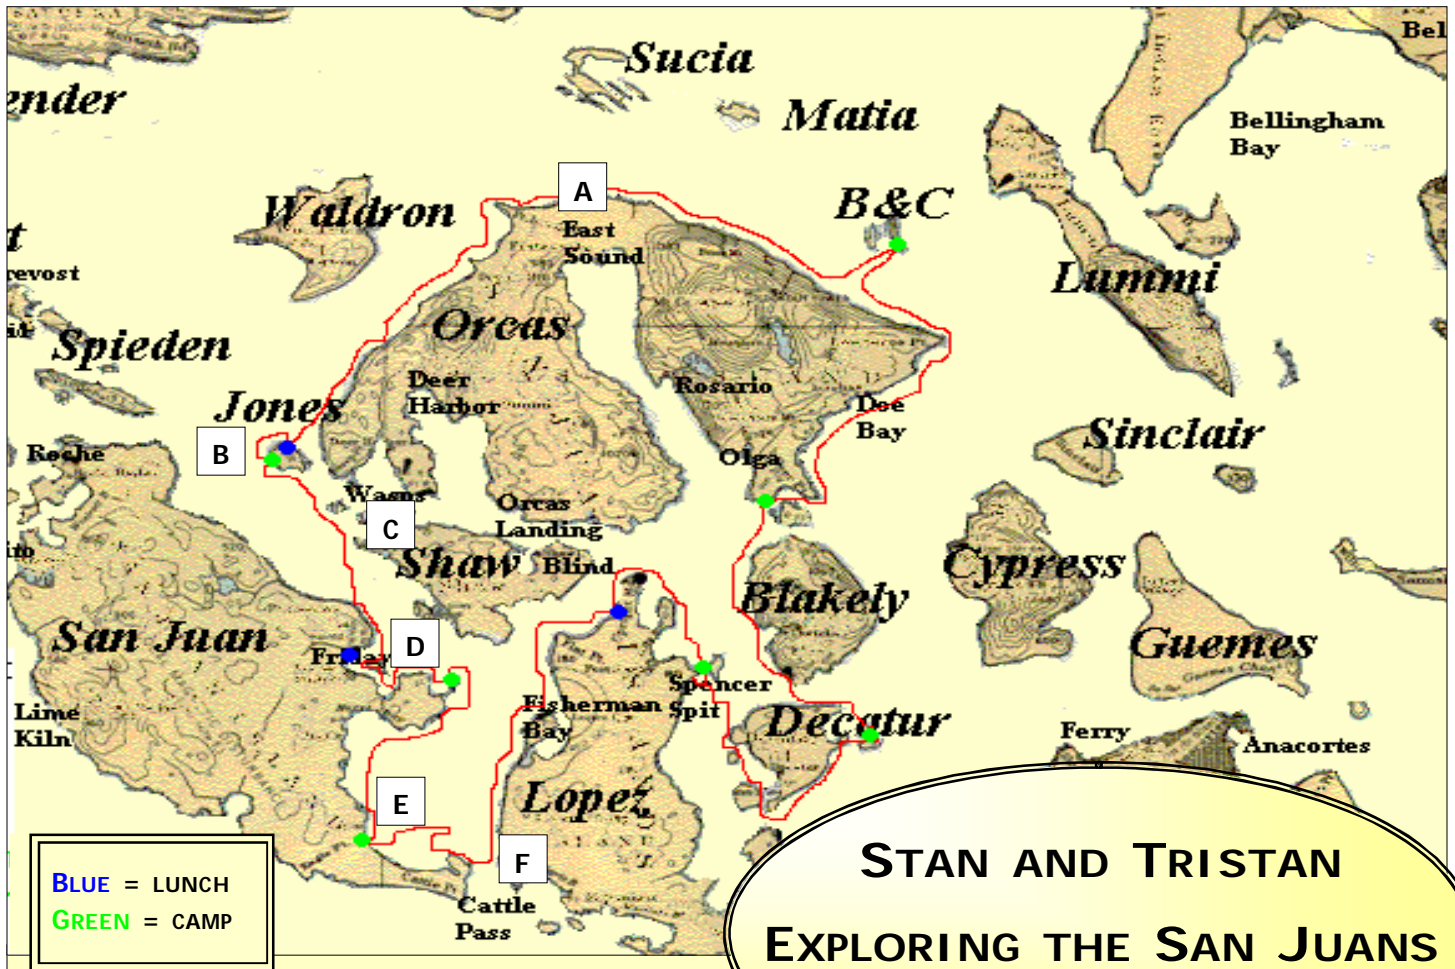 Bel
Sucia
ender
Matia
Bellingham
Bay
A
B&C
Waldron
East
Sound
t
revost
Lummi
Orcas
Spieden
Deer
Harbor
Rosario
Jones
Doe
Bay
B
Roche
Olga
Sinclair
Wasps
Orcas
Landing
C
Shaw
Blind
Cypress
Blakely
San Juan
Guemes
D
Friday
Spencer
Spit
Fisherman
Bay
Decatur
Lime
Kiln
Ferry
Anacortes
E
Lopez
F
Cattle
Pass
BLUE = LUNCH
GREEN = CAMP
STAN AND TRISTAN
EXPLORING THE SAN JUANS